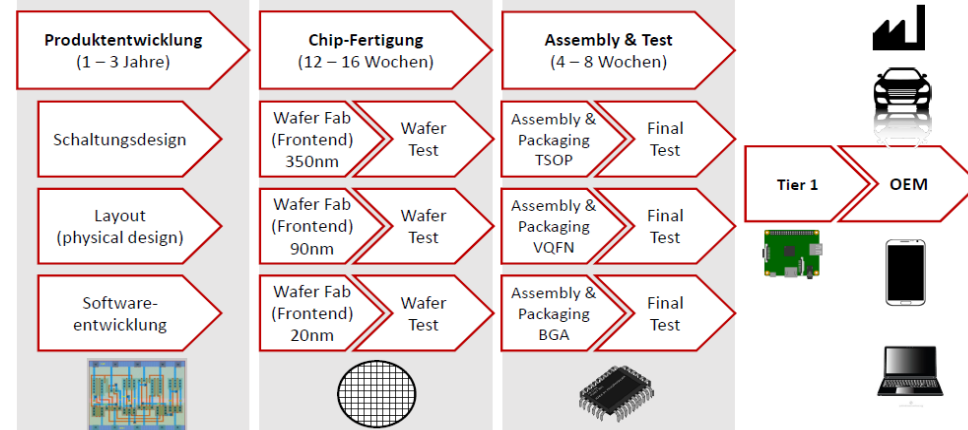 Produktentwicklung
(1 – 3 Jahre)
Chip-Fertigung
(12 – 16 Wochen)
Assembly & Test
(4 – 8 Wochen)
Schaltungsdesign
Wafer Fab
(Frontend)
350nm
Wafer
Test
Assembly &
Packaging
TSOP
Final
Test
Layout
(physical design)
Wafer Fab
(Frontend)
90nm
Wafer
Test
Assembly &
Packaging
VQFN
Final
Test
Software-
entwicklung
Wafer Fab
(Frontend)
20nm
Wafer
Test
Assembly &
Packaging
BGA
Final
Test
Tier 1
OEM